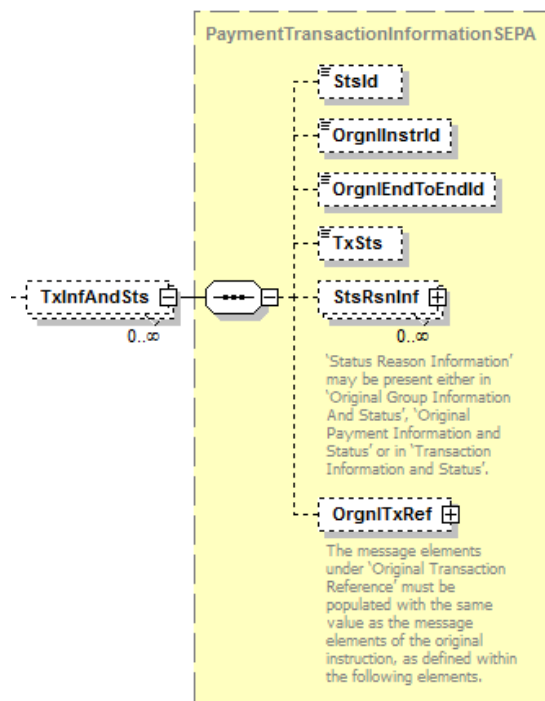 PaymentTransactionInformationSEPA
StsId
OrgnlInstrId
OrgnlEndToEndId
TxSts
TxInfAndSts
0..∞
StsRsnInf
0..∞
‘Status Reason Information’
may be present either in
‘Original Group Information
And Status’, ‘Original
Payment Information and
Status’ or in ‘Transaction
Information and Status’.
OrgnlTxRef
The message elements
under ‘Original Transaction
Reference’ must be
populated with the same
value as the message
elements of the original
instruction, as defined within
the following elements.